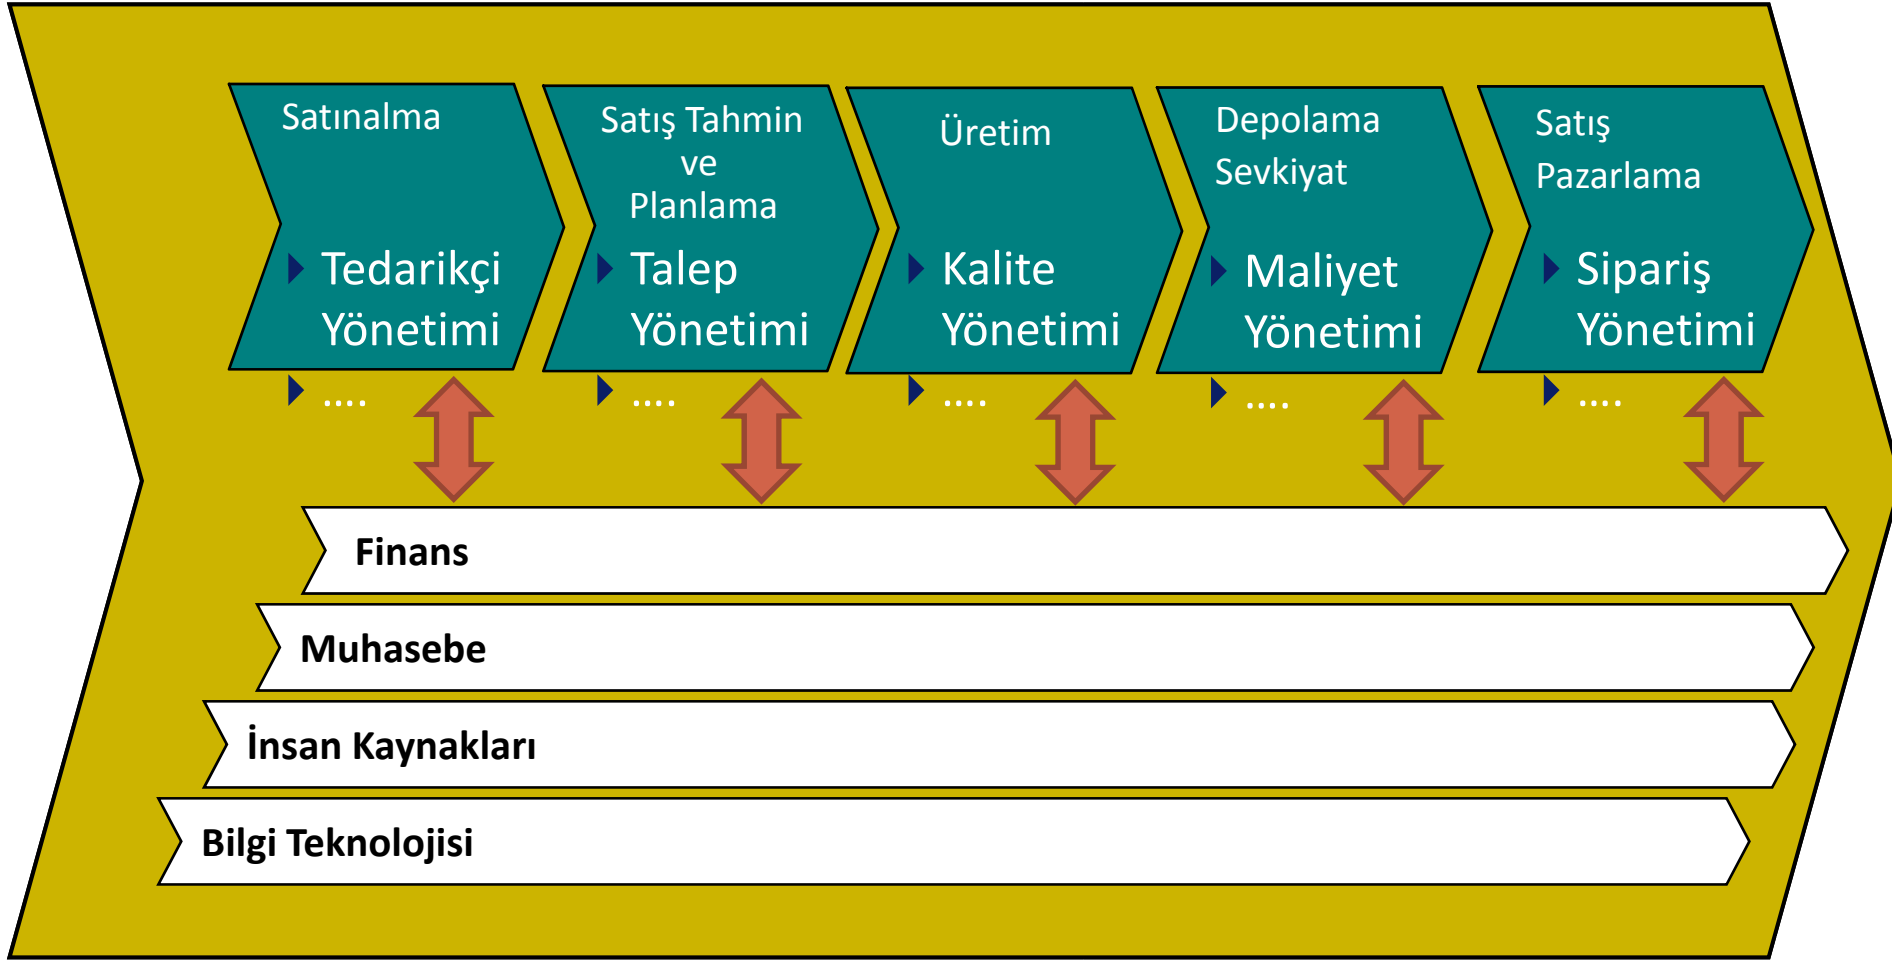 Satınalma
Tedarikçi
Yönetimi
....
Satış Tahmin
ve
Planlama
Talep
Yönetimi
....
Üretim
Kalite
Yönetimi
....
Depolama
Sevkiyat
Maliyet
Yönetimi
....
Satış
Pazarlama
Sipariş
Yönetimi
....
Finans
Muhasebe
İnsan Kaynakları
Bilgi Teknolojisi